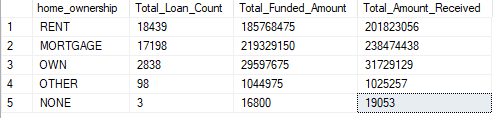 home_ownership Total_Loan_Count Total_Funded_Amount Total_Amount_Received
1 RENT 18439 185768475 201823056
2 MORTGAGE 17198 219329150 238474438
3 OWN 2838 29597675 31729129
4 OTHER 98 1044975 1025257
5 NONE 3 16800 19053